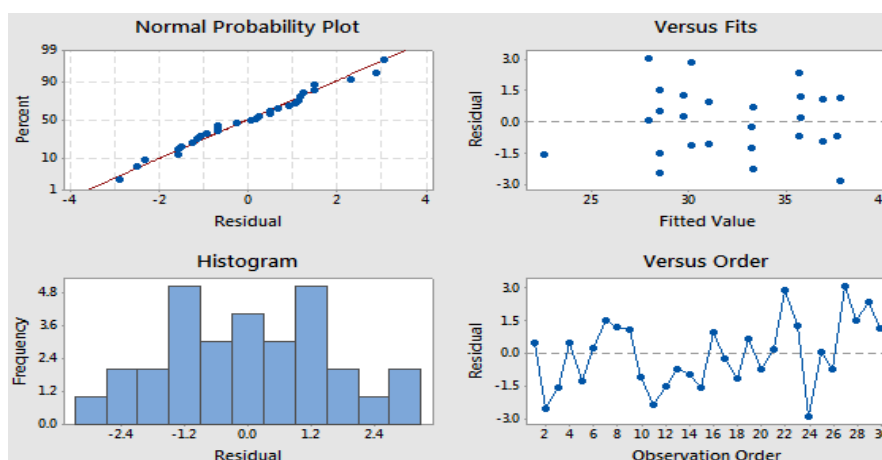 Normal Probability Plot
99
90
50
10
1
Percent
-4 -2 0 2 4
Residual
Versus Fits
3.0
1.5
0.0
-1.5
-3.0
Residual
25 30 35
Fitted Value
Histogram
4.8
3.6
2.4
1.2
0.0
Frequency
-2.4 -1.2 0.0 1.2 2.4
Residual
Versus Order
3.0
1.5
0.0
-1.5
-3.0
Residual
2 4 6 8 10 12 14 16 18 20 22 24 26 28
Observation Order